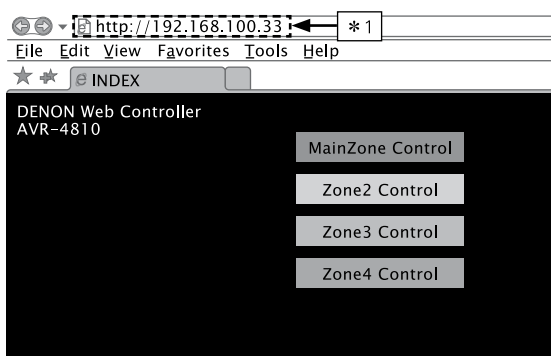 http://192.168.100.33
*1
File Edit View Favorites Tools Help
INDEX
DENON Web Controller
AVR-4810
MainZone Control
Zone2 Control
Zone3 Control
Zone4 Control